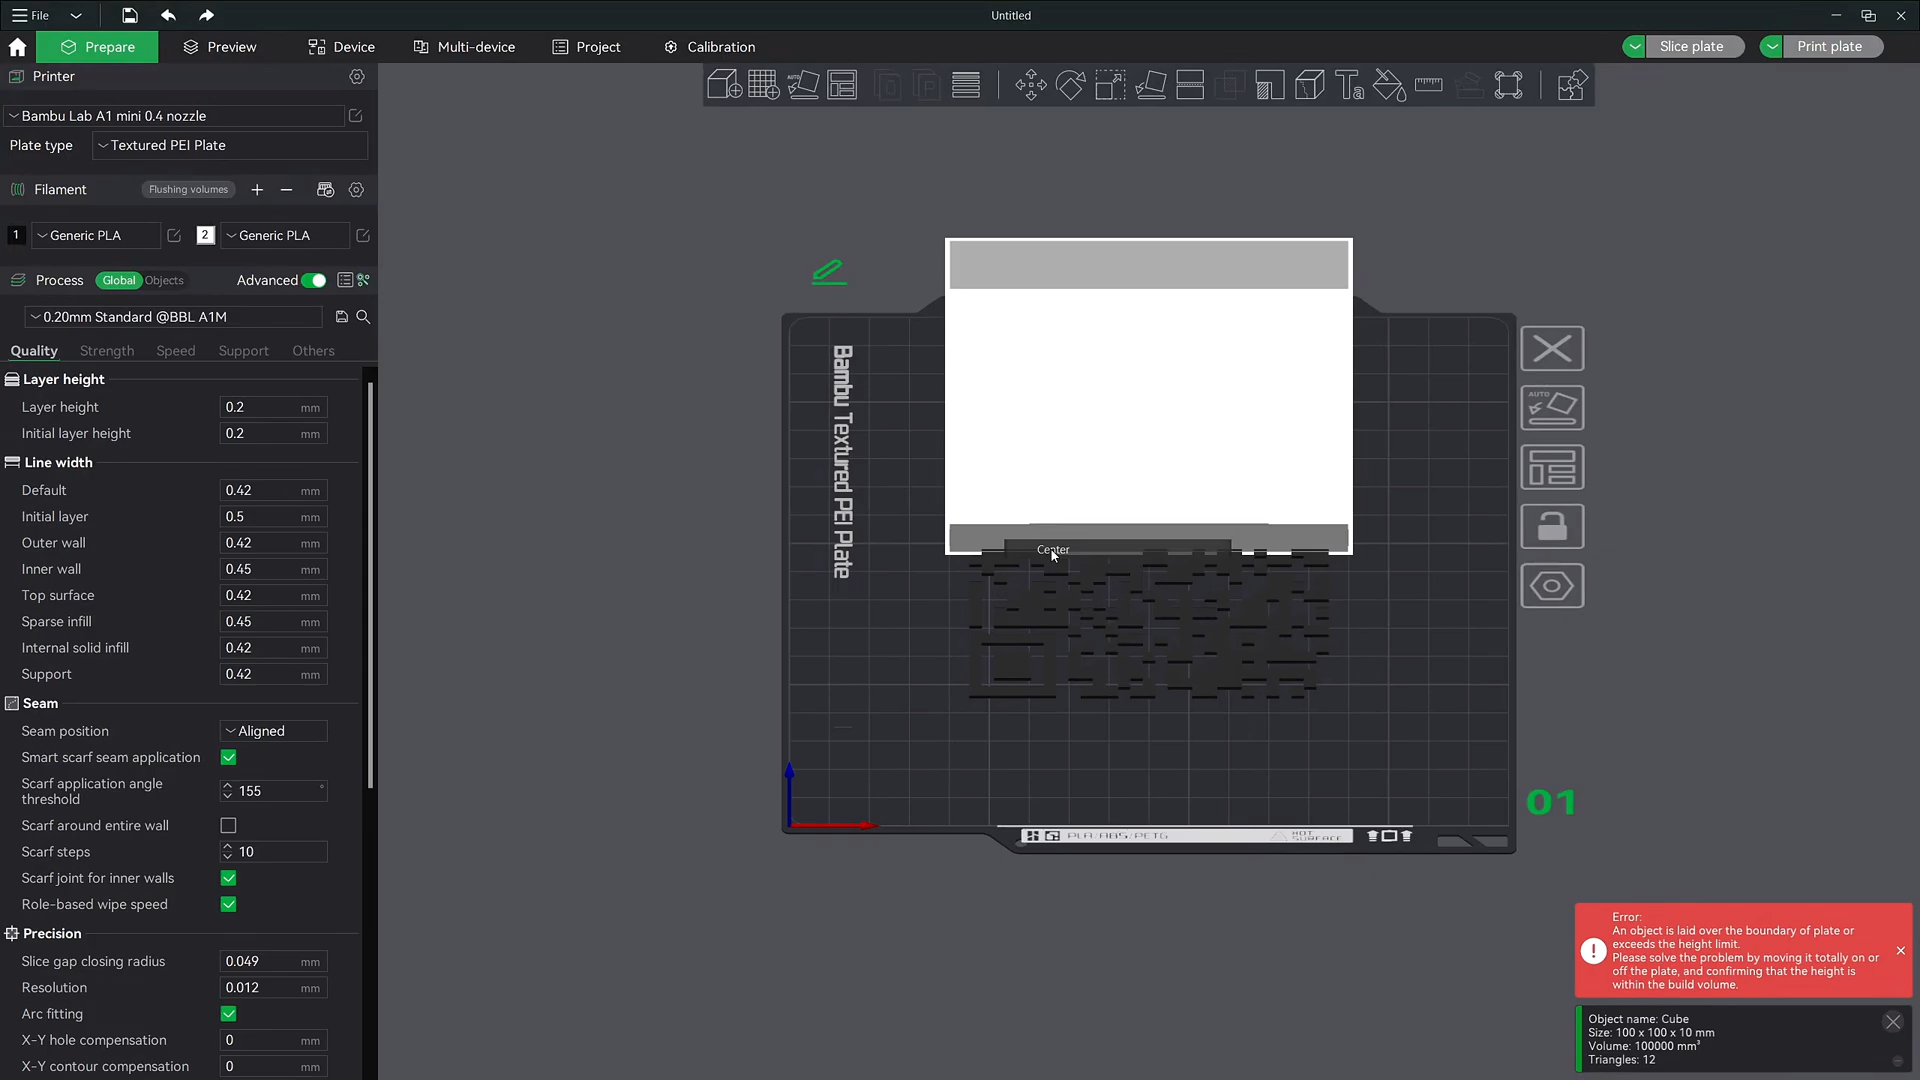 File
Untitled
Prepare
Preview
Device
Multi-device
Project
Calibration
Slice plate
Print plate
Printer
Bambu Lab A1 mini 0.4 nozzle
Plate type
Textured PEI Plate
Filament
Flushing volumes
1
Generic PLA
2
Generic PLA
Process
Global
Objects
Advanced
0.20mm Standard @BBL A1M
Quality
Strength
Speed
Support
Others
Layer height
Layer height
0.2 mm
Initial layer height
0.2 mm
Line width
Default
0.42 mm
Initial layer
0.5 mm
Outer wall
0.42 mm
Inner wall
0.45 mm
Top surface
0.42 mm
Sparse infill
0.45 mm
Internal solid infill
0.42 mm
Support
0.42 mm
Seam
Seam position
Aligned
Smart scarf seam application
Scarf application angle
threshold
155 °
Scarf around entire wall
Scarf steps
10
Scarf joint for inner walls
Role-based wipe speed
Precision
Slice gap closing radius
0.049 mm
Resolution
0.012 mm
Arc fitting
X-Y hole compensation
0 mm
X-Y contour compensation
0 mm
AUTO
Ta
Bambu Textured PEI Plate
Center
PLA/ABS/PETG
HOT
SURFACE
AUTO
01
Error:
An object is laid over the boundary of plate or
exceeds the height limit.
Please solve the problem by moving it totally on or
off the plate, and confirming that the height is
within the build volume.
Object name: Cube
Size: 100 x 100 x 10 mm
Volume: 100000 mm³
Triangles: 12